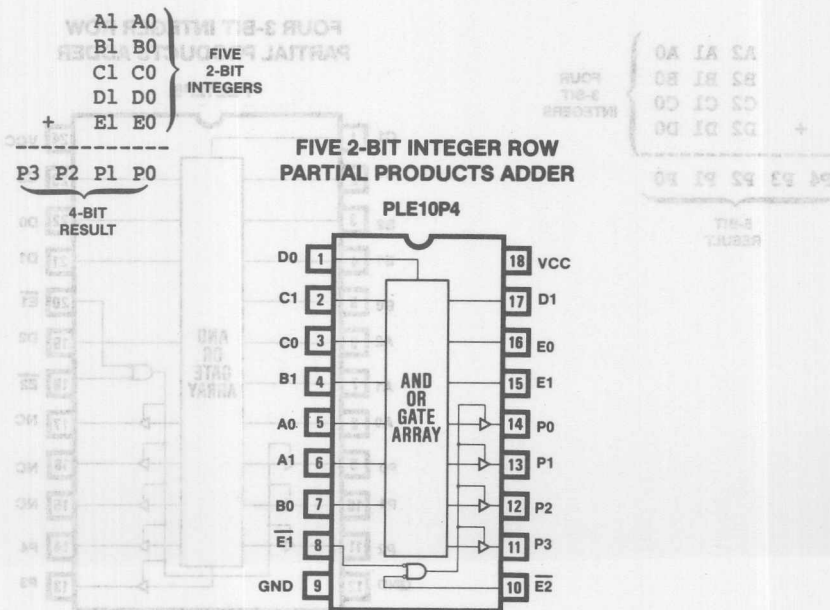 A1 A0
B1 B0
C1 C0
D1 D0
+ E1 E0
FIVE
2-BIT
INTEGERS
P3 P2 P1 P0
4-BIT
RESULT
FIVE 2-BIT INTEGER ROW
PARTIAL PRODUCTS ADDER
PLE10P4
D0 1
C1 2
C0 3
B1 4
A0 5
A1 6
B0 7
E̅1̅ 8
GND 9
AND
OR
GATE
ARRAY
18 VCC
17 D1
16 E0
15 E1
14 P0
13 P1
12 P2
11 P3
10 E̅2̅